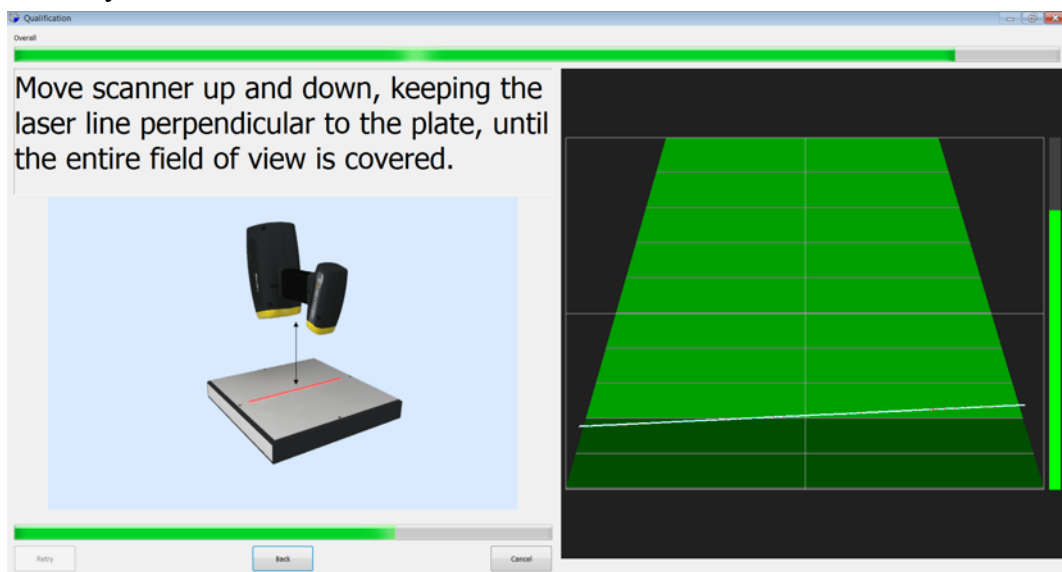 Qualification
Overall
Move scanner up and down, keeping the
laser line perpendicular to the plate, until
the entire field of view is covered.
Retry
Back
Cancel